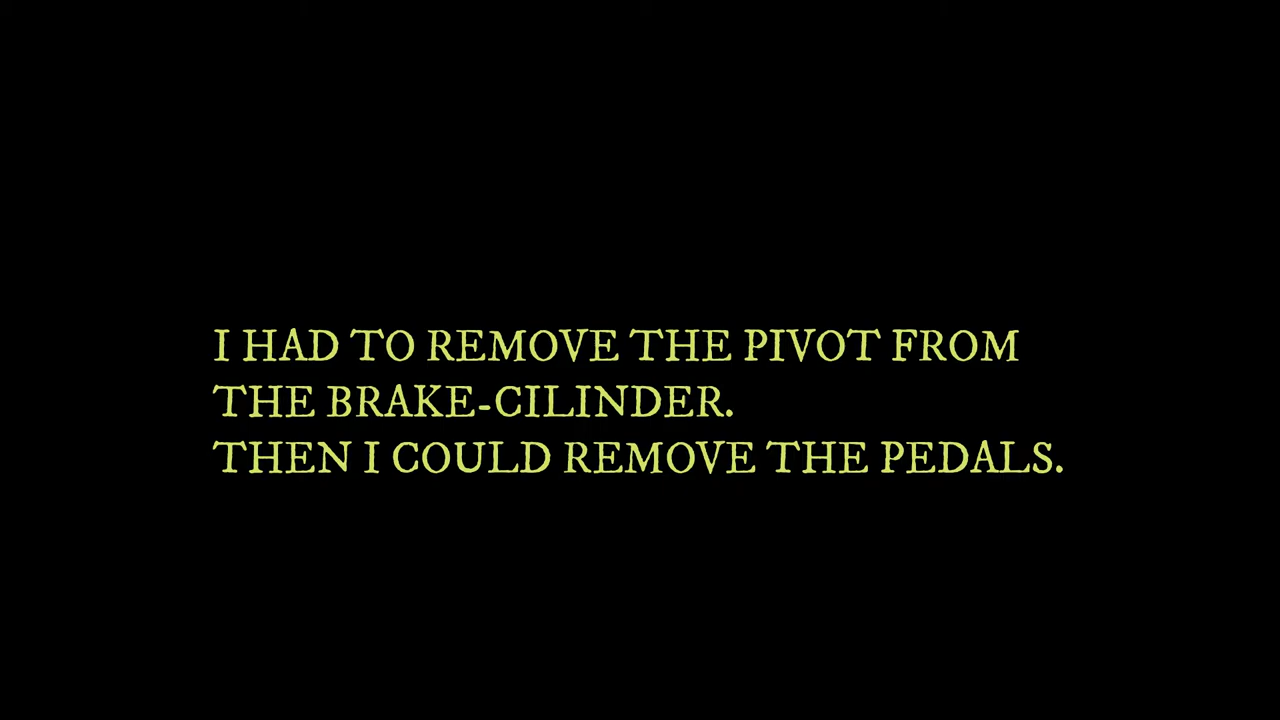 I HAD TO REMOVE THE PIVOT FROM
THE BRAKE-CILINDER.
THEN I COULD REMOVE THE PEDALS.